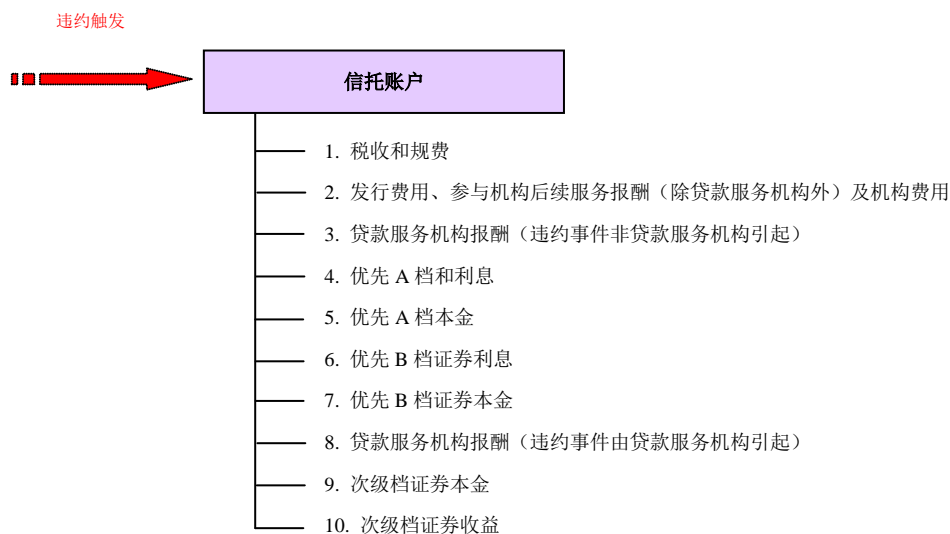 违约触发
信托账户
1. 税收和规费
2. 发行费用、参与机构后续服务报酬（除贷款服务机构外）及机构费用
3. 贷款服务机构报酬（违约事件非贷款服务机构引起）
4. 优先 A 档和利息
5. 优先 A 档本金
6. 优先 B 档证券利息
7. 优先 B 档证券本金
8. 贷款服务机构报酬（违约事件由贷款服务机构引起）
9. 次级档证券本金
10. 次级档证券收益